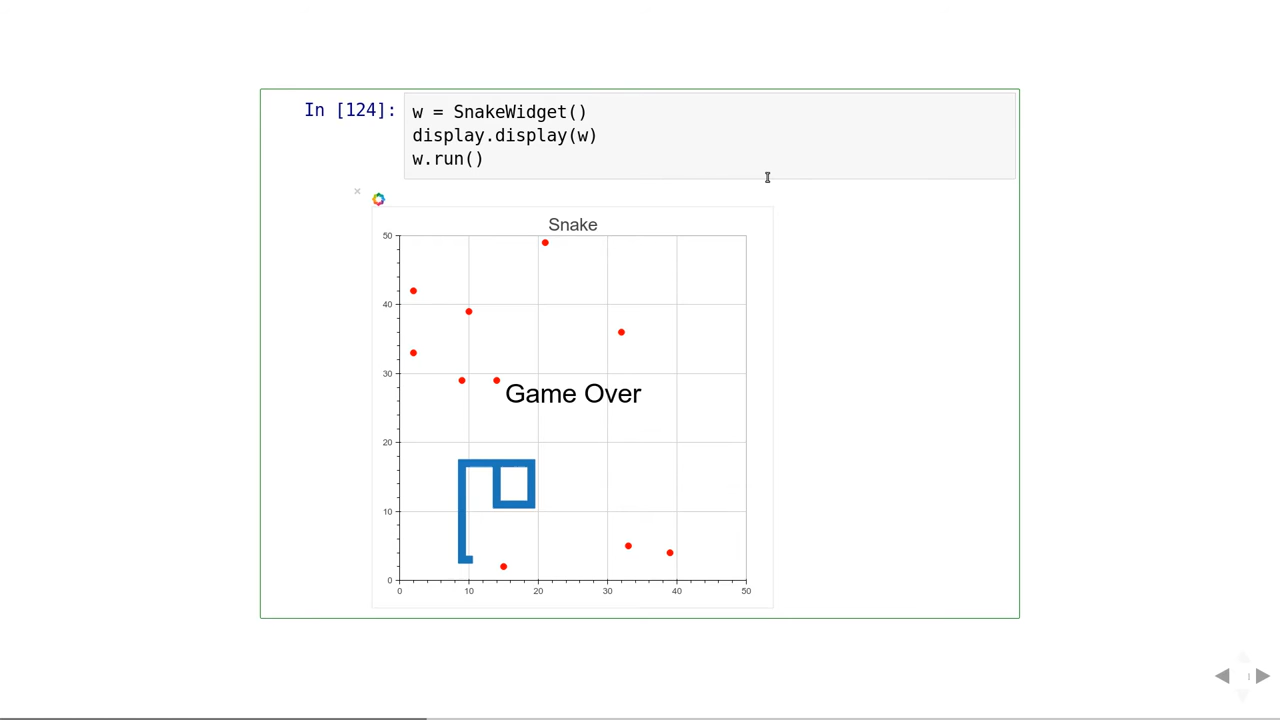 In [124]:
w = SnakeWidget()
display.display(w)
w.run()
×
Snake
50
40
30
20
10
0
Game Over
0 10 20 30 40 50